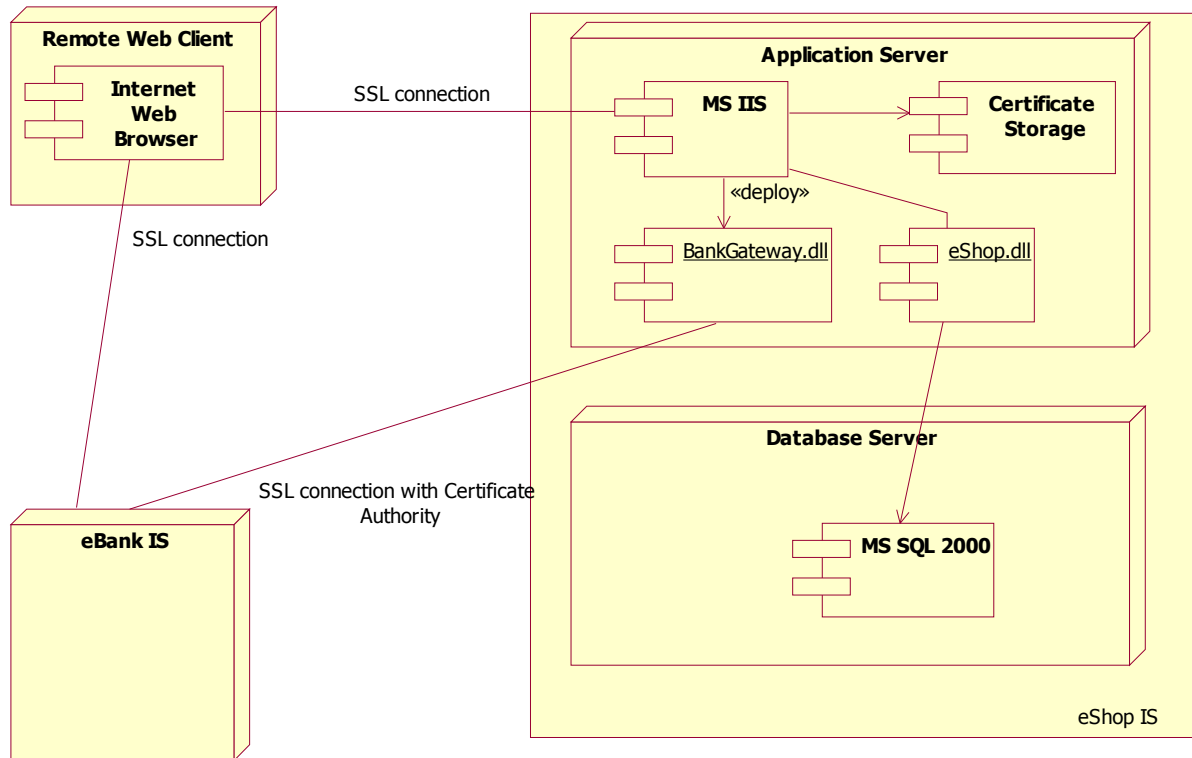 Remote Web Client
Internet
Web
Browser
SSL connection
Application Server
MS IIS
Certificate
Storage
«deploy»
BankGateway.dll
eShop.dll
SSL connection
Database Server
SSL connection with Certificate
Authority
eBank IS
MS SQL 2000
eShop IS